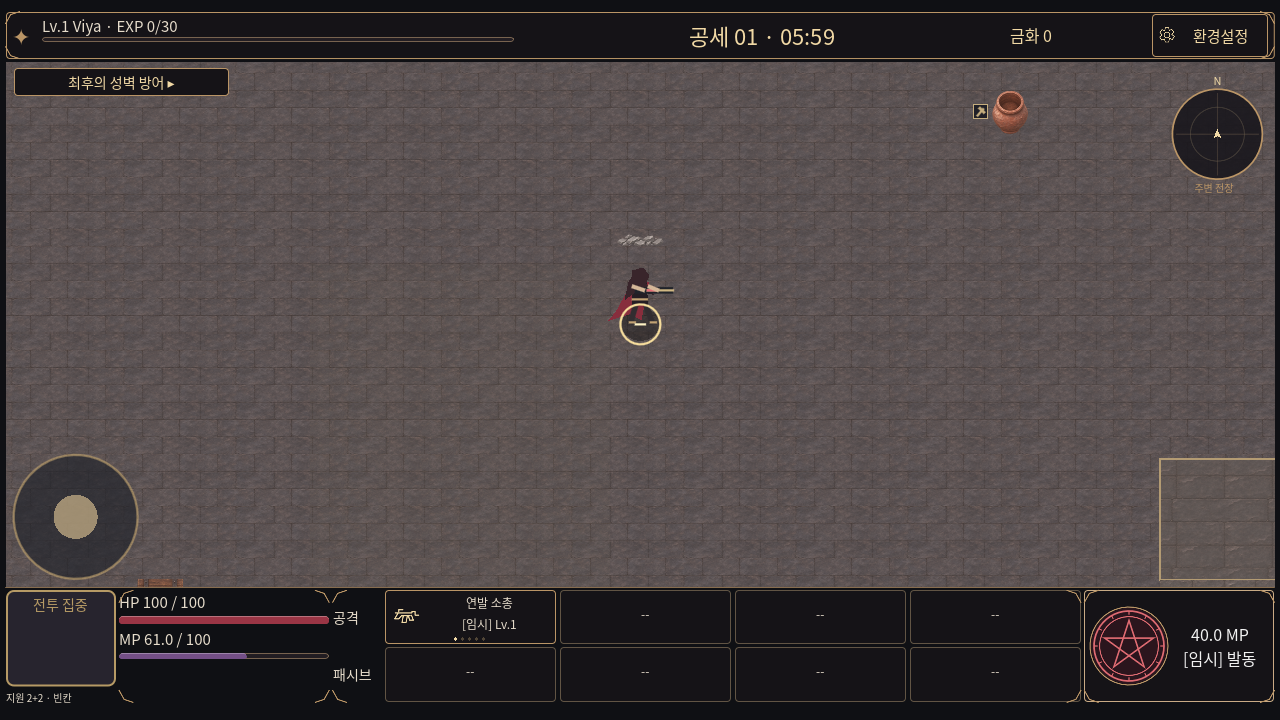 Lv.1 Viya · EXP 0/30
공세 01 · 05:59
금화 0
환경설정
최후의 성벽 방어 ▸
N
주변 전장
전투 집중
HP 100 / 100
MP 61.0 / 100
지원 2+2 · 빈칸
공격
패시브
연발 소총
[임시] Lv.1
--
--
--
--
--
--
--
40.0 MP
[임시] 발동